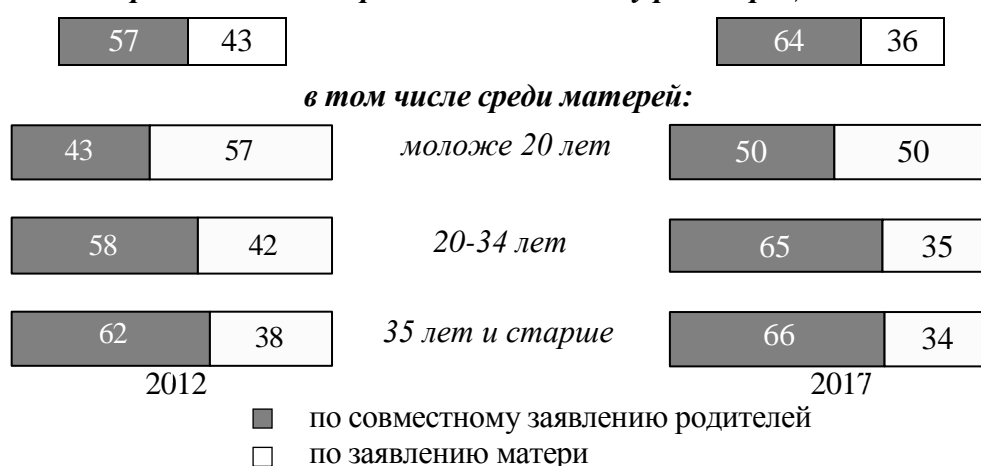 57 43 64 36
в том числе среди матерей:
43 57 моложе 20 лет 50 50
58 42 20-34 лет 65 35
62 38 35 лет и старше 66 34
2012 2017
по совместному заявлению родителей
по заявлению матери